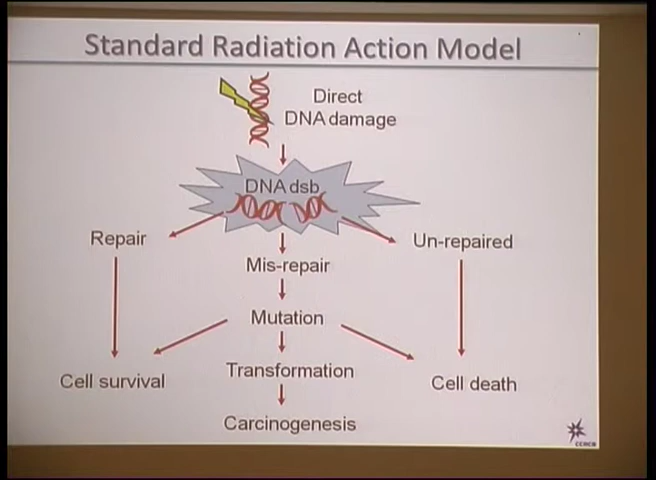 Standard Radiation Action Model
Direct
DNA damage
DNA dsb
Repair
Un-repaired
Mis-repair
Mutation
Cell survival
Transformation
Cell death
Carcinogenesis